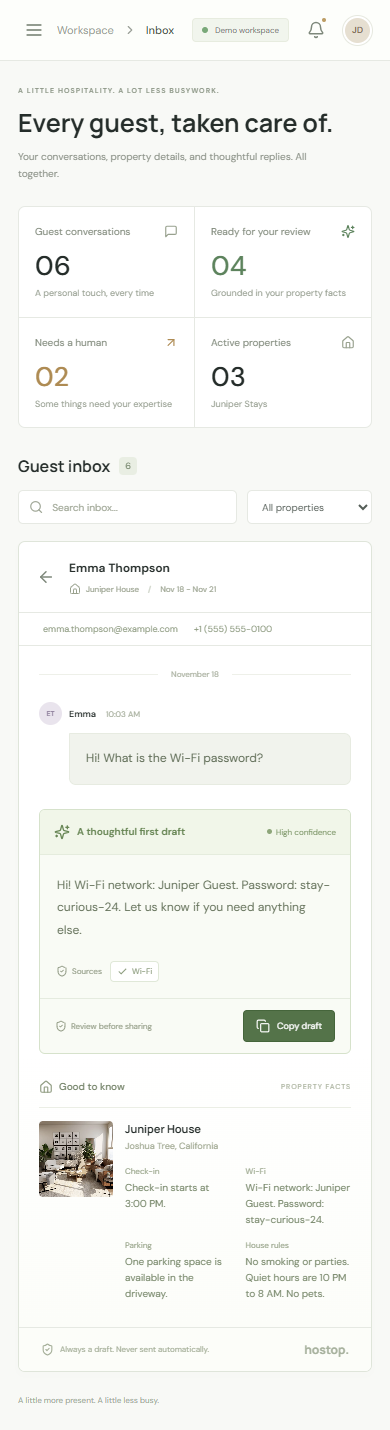 Workspace > Inbox
Demo workspace
JD
A LITTLE HOSPITALITY. A LOT LESS BUSYWORK.
Every guest, taken care of.
Your conversations, property details, and thoughtful replies. All
together.
Guest conversations
06
A personal touch, every time
Ready for your review
04
Grounded in your property facts
Needs a human
02
Some things need your expertise
Active properties
03
Juniper Stays
Guest inbox 6
Search inbox...
All properties
Emma Thompson
Juniper House / Nov 18 – Nov 21
emma.thompson@example.com +1 (555) 555-0100
November 18
ET Emma 10:03 AM
Hi! What is the Wi-Fi password?
A thoughtful first draft
High confidence
Hi! Wi-Fi network: Juniper Guest. Password: stay-
curious-24. Let us know if you need anything
else.
Sources Wi-Fi
Review before sharing
Copy draft
Good to know
PROPERTY FACTS
Juniper House
Joshua Tree, California
Check-in
Check-in starts at
3:00 PM.
Wi-Fi
Wi-Fi network: Juniper
Guest. Password:
stay-curious-24.
Parking
One parking space is
available in the
driveway.
House rules
No smoking or parties.
Quiet hours are 10 PM
to 8 AM. No pets.
Always a draft. Never sent automatically.
hostop.
A little more present. A little less busy.